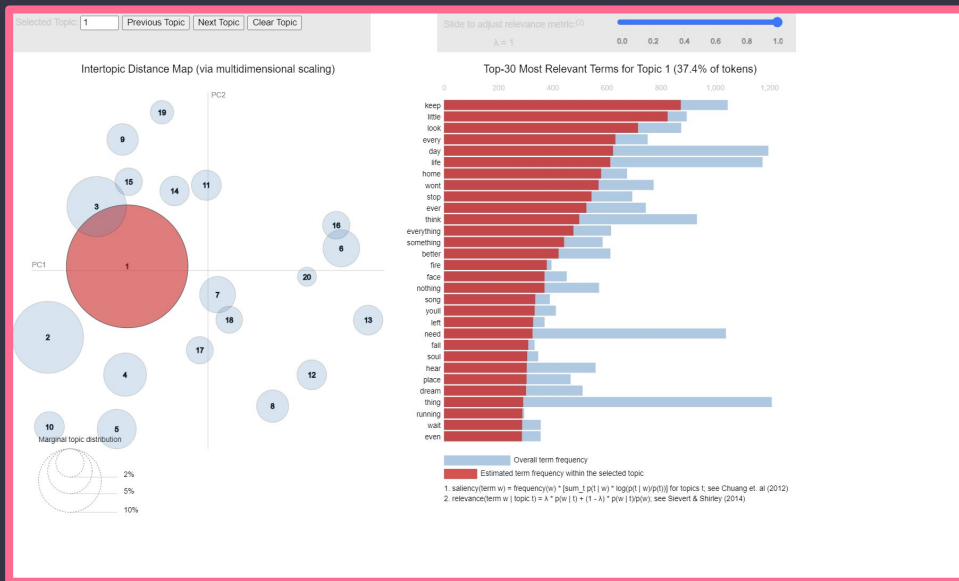 Selected Topic: 1 Previous Topic Next Topic Clear Topic
Slide to adjust relevance metric:(2)
λ = 1
0.0 0.2 0.4 0.6 0.8 1.0
Intertopic Distance Map (via multidimensional scaling)
PC2
PC1
19
9
15
14
11
3
16
6
1
20
7
18
13
2
17
4
12
8
10
5
Marginal topic distribution
2%
5%
10%
Top-30 Most Relevant Terms for Topic 1 (37.4% of tokens)
0 200 400 600 800 1,000 1,200
keep
little
look
every
day
life
home
wont
stop
ever
think
everything
something
better
fire
face
nothing
song
youll
left
need
fall
soul
hear
place
dream
thing
running
wait
even
Overall term frequency
Estimated term frequency within the selected topic
1. saliency(term w) = frequency(w) * [sum_t p(t | w) * log(p(t | w)/p(t))] for topics t; see Chuang et. al (2012)
2. relevance(term w | topic t) = λ * p(w | t) + (1 - λ) * p(w | t)/p(w); see Sievert & Shirley (2014)